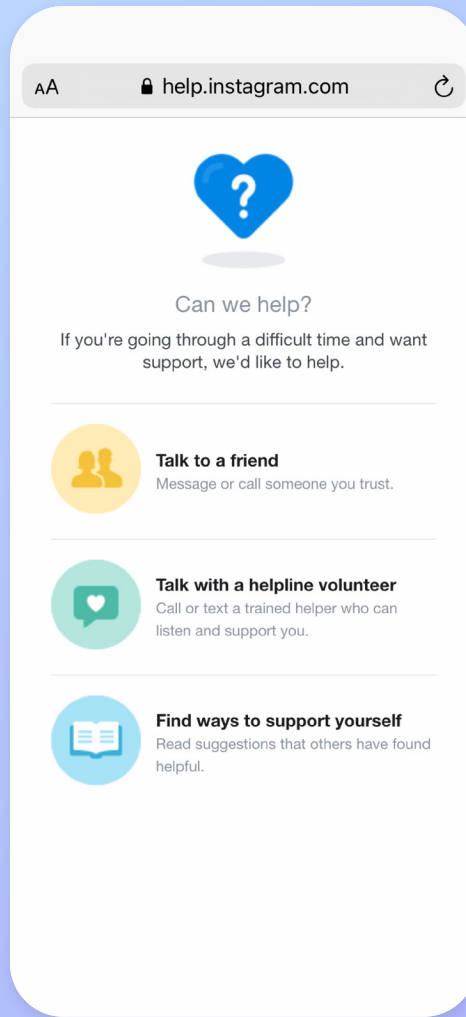 AA help.instagram.com
?
Can we help?
If you're going through a difficult time and want
support, we'd like to help.
Talk to a friend
Message or call someone you trust.
Talk with a helpline volunteer
Call or text a trained helper who can
listen and support you.
Find ways to support yourself
Read suggestions that others have found
helpful.